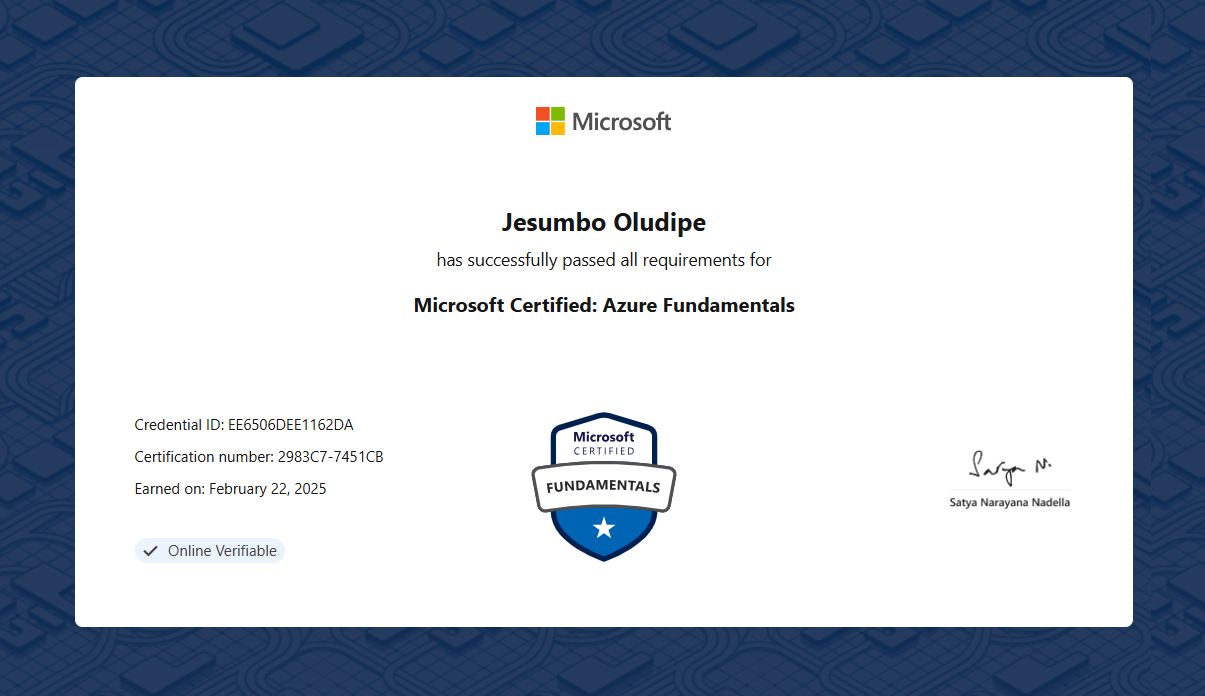 Microsoft
Jesumbo Oludipe
has successfully passed all requirements for
Microsoft Certified: Azure Fundamentals
Credential ID: EE6506DEE1162DA
Certification number: 2983C7-7451CB
Earned on: February 22, 2025
Online Verifiable
Microsoft
CERTIFIED
FUNDAMENTALS
Satya N.
Satya Narayana Nadella